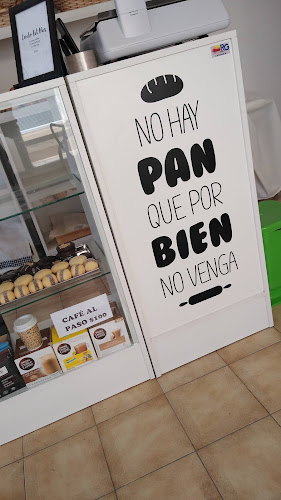 NO HAY
PAN
QUE POR
BIEN
NO VENGA
CAFÉ AL
PASO $100